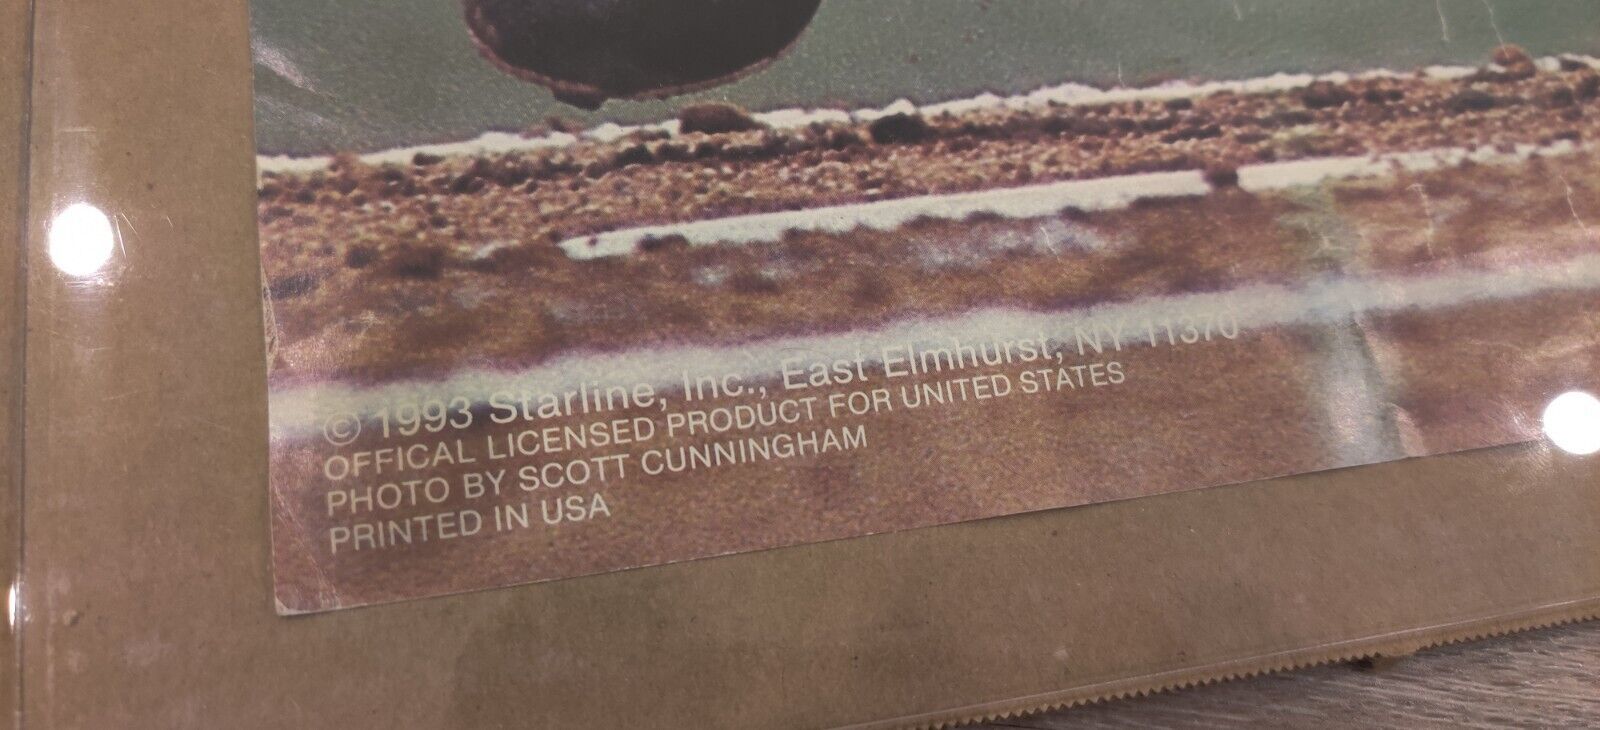 © 1993 Starline, Inc., East Elmhurst, NY 11370
OFFICAL LICENSED PRODUCT FOR UNITED STATES
PHOTO BY SCOTT CUNNINGHAM
PRINTED IN USA